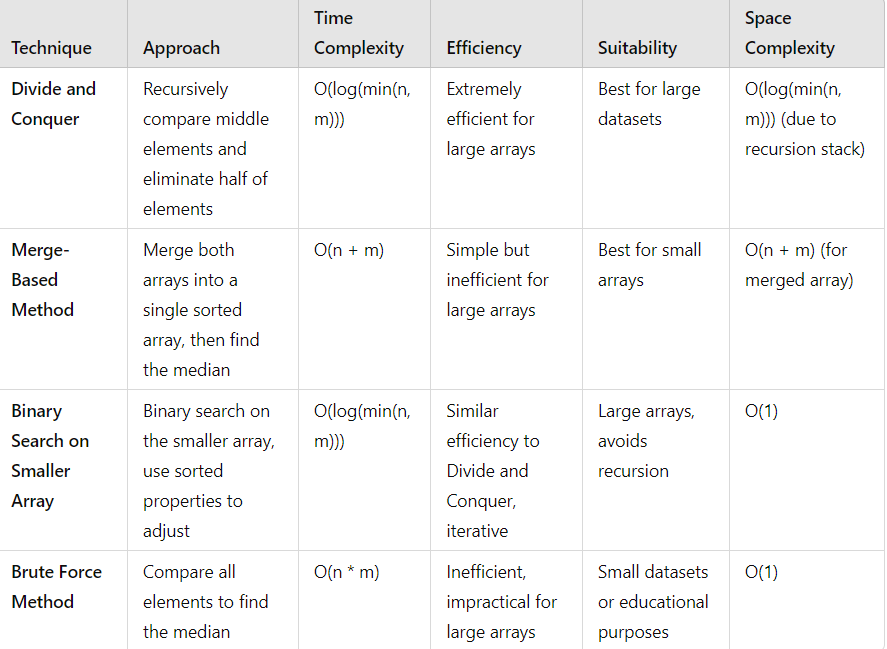 Technique | Approach | Time Complexity | Efficiency | Suitability | Space Complexity
Divide and Conquer | Recursively compare middle elements and eliminate half of elements | O(log(min(n, m))) | Extremely efficient for large arrays | Best for large datasets | O(log(min(n, m))) (due to recursion stack)
Merge-Based Method | Merge both arrays into a single sorted array, then find the median | O(n + m) | Simple but inefficient for large arrays | Best for small arrays | O(n + m) (for merged array)
Binary Search on Smaller Array | Binary search on the smaller array, use sorted properties to adjust | O(log(min(n, m))) | Similar efficiency to Divide and Conquer, iterative | Large arrays, avoids recursion | O(1)
Brute Force Method | Compare all elements to find the median | O(n * m) | Inefficient, impractical for large arrays | Small datasets or educational purposes | O(1)